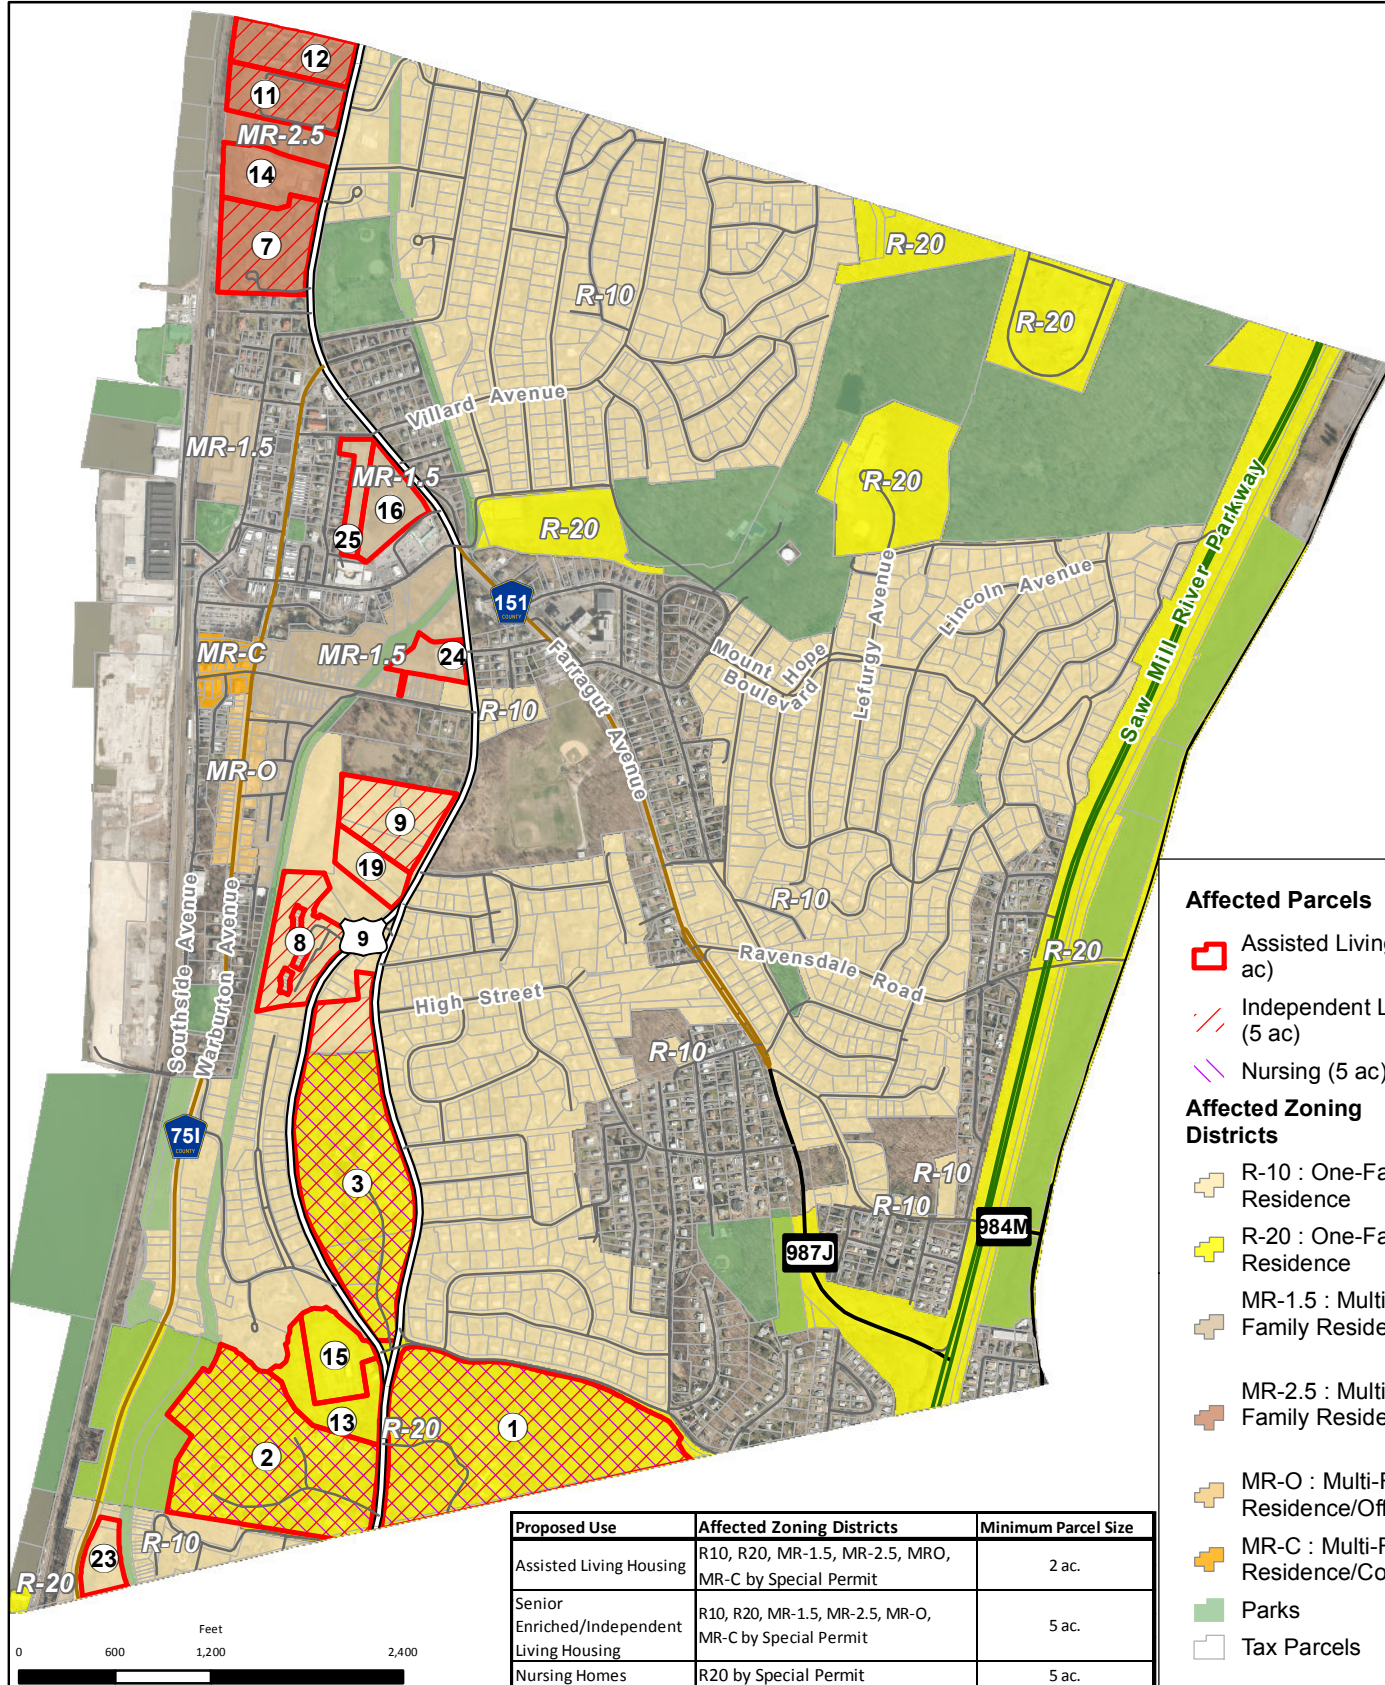 12
11
MR-2.5
14
7
R-20
R-10
R-20
Villard Avenue
MR-1.5
MR-1.5
16
25
R-20
R-20
Saw Mill River Parkway
151
COUNTY
Lincoln Avenue
Lefurgy Avenue
Mount Hope
Boulevard
Farragut Avenue
MR-C
MR-1.5
24
R-10
MR-O
9
19
8
9
R-10
R-20
Ravensdale Road
High Street
R-10
Southside Avenue
Warburton Avenue
75I
COUNTY
3
R-10
R-10
984M
987J
15
13
R-20
1
2
23
R-10
R-20
Affected Parcels
Assisted Living
ac)
Independent L
(5 ac)
Nursing (5 ac)
Affected Zoning
Districts
R-10 : One-Fa
Residence
R-20 : One-Fa
Residence
MR-1.5 : Multi
Family Reside
MR-2.5 : Multi
Family Reside
MR-O : Multi-F
Residence/Off
MR-C : Multi-F
Residence/Co
Parks
Tax Parcels
Proposed Use Affected Zoning Districts Minimum Parcel Size
Assisted Living Housing R10, R20, MR-1.5, MR-2.5, MRO,
MR-C by Special Permit 2 ac.
Senior
Enriched/Independent
Living Housing R10, R20, MR-1.5, MR-2.5, MR-O,
MR-C by Special Permit 5 ac.
Nursing Homes R20 by Special Permit 5 ac.
Feet
0 600 1,200 2,400